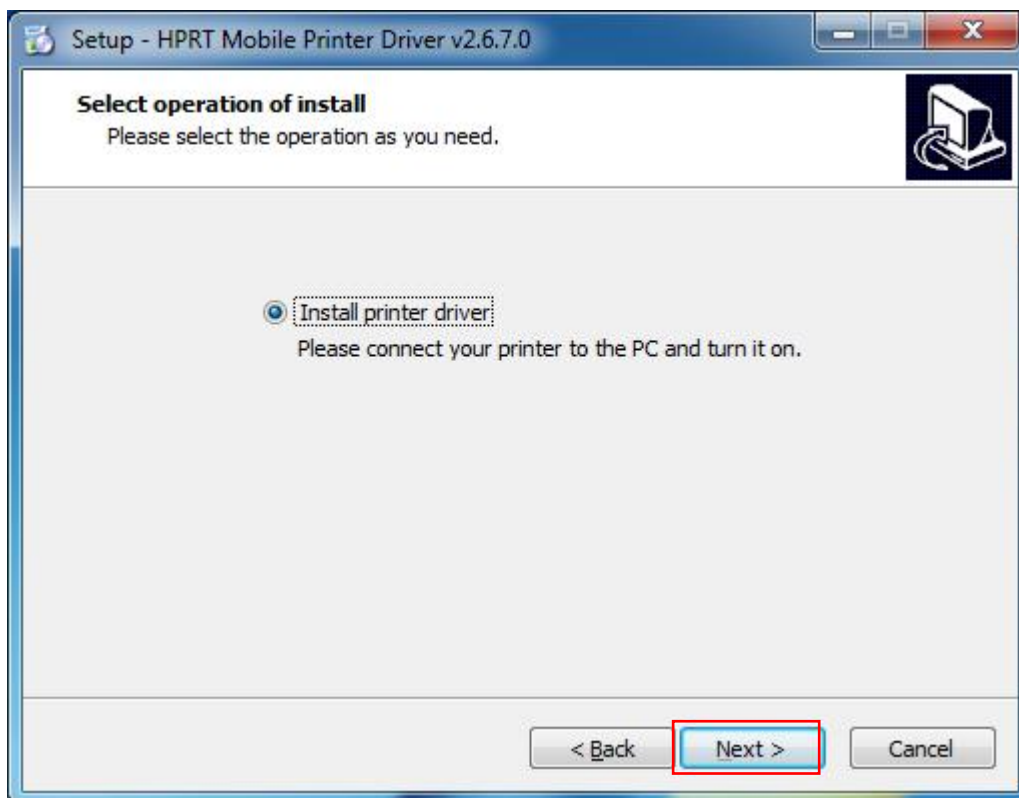 Setup - HPRT Mobile Printer Driver v2.6.7.0
Select operation of install
Please select the operation as you need.
Install printer driver
Please connect your printer to the PC and turn it on.
< Back Next > Cancel